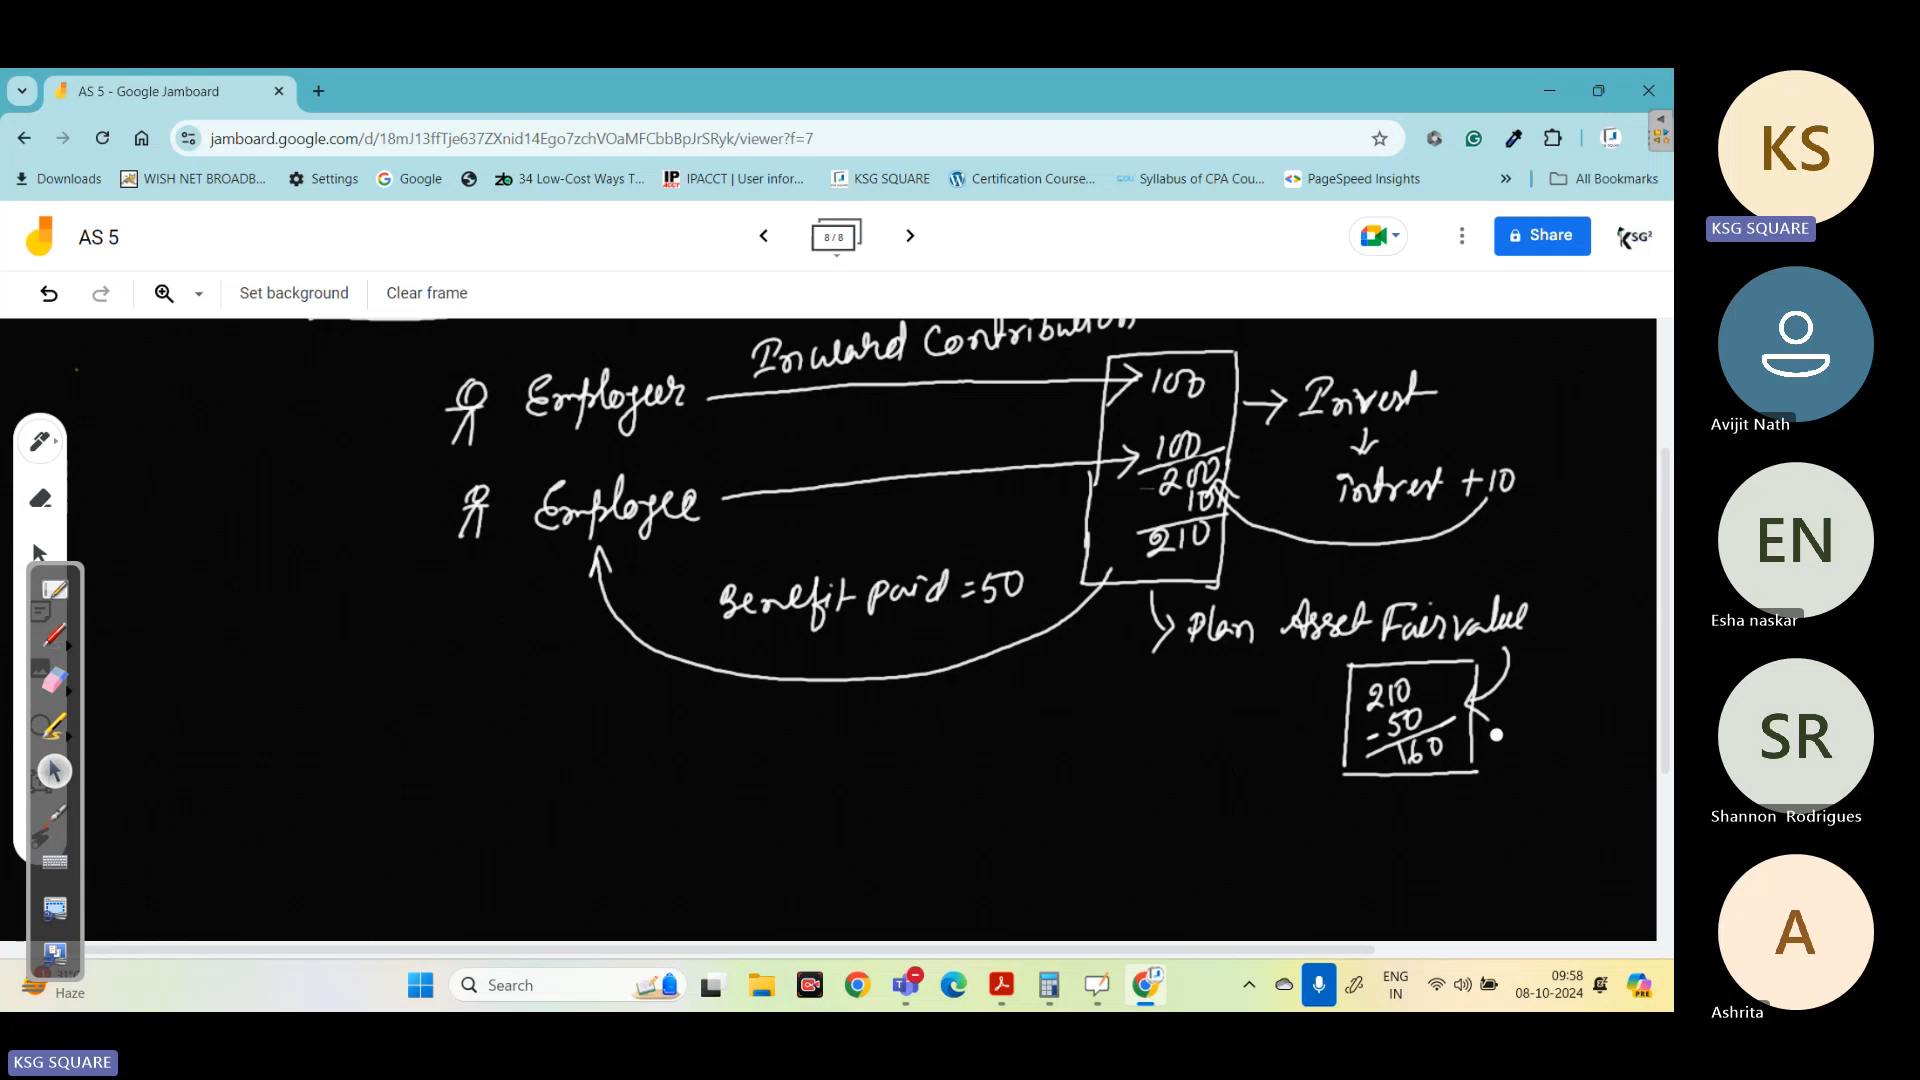 AS 5 - Google Jamboard
jamboard.google.com/d/18mJ13ffTje637ZXnid14Ego7zchVOaMFCbbBpJrSRyk/viewer?f=7
Downloads WISH NET BROADB... Settings Google 34 Low-Cost Ways T... IPACCT | User infor... KSG SQUARE Certification Course... Syllabus of CPA Cou... PageSpeed Insights » All Bookmarks
AS 5
8 / 8
Share
KSG²
Set background Clear frame
Inward Contribution
Employer 100 Invest
100
Employee 200 intrest +10
10
210
Benefit paid = 50
Plan Asset Fair value
210
- 50
160
Haze
Search
ENG
IN
09:58
08-10-2024
KS
KSG SQUARE
Avijit Nath
EN
Esha naskar
SR
Shannon Rodrigues
A
Ashrita
KSG SQUARE